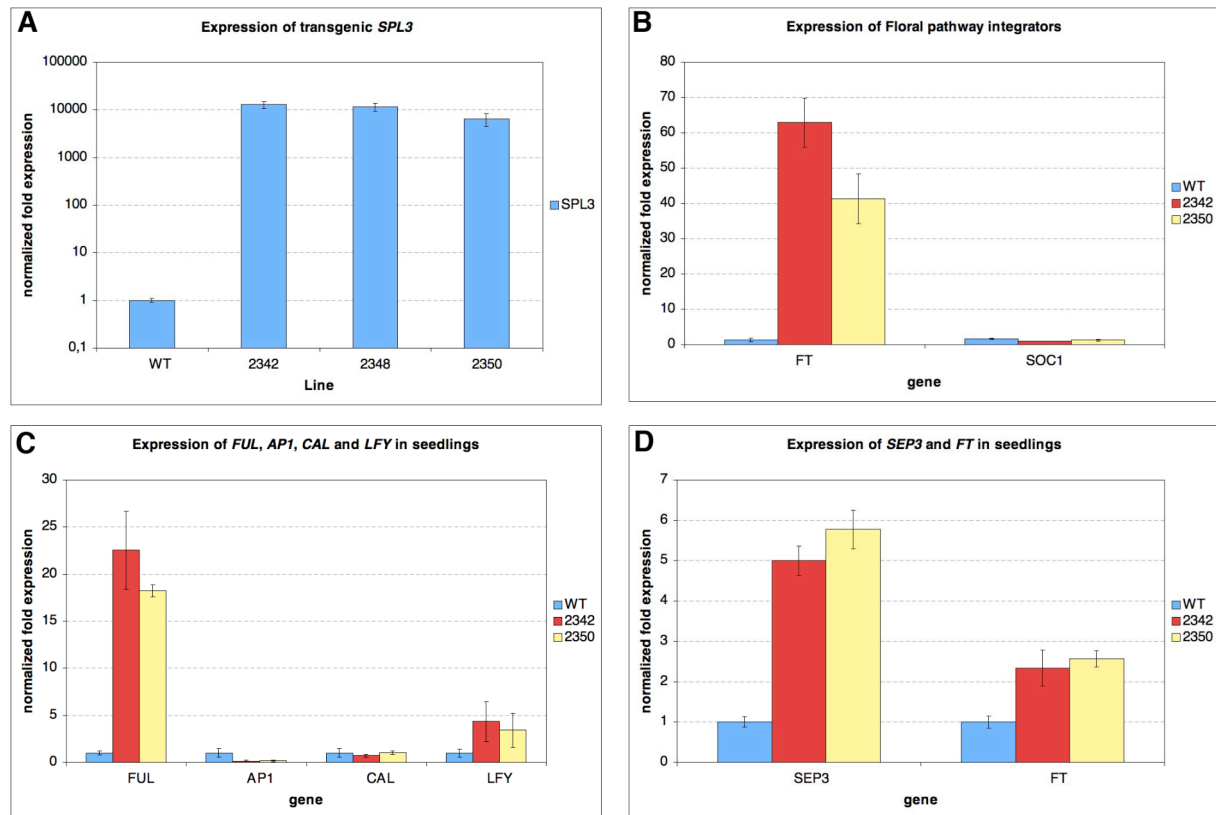 A
Expression of transgenic SPL3
normalized fold expression
100000
10000
1000
100
10
1
0,1
WT 2342 2348 2350
Line
SPL3
B
Expression of Floral pathway integrators
normalized fold expression
80
70
60
50
40
30
20
10
0
FT SOC1
gene
WT
2342
2350
C
Expression of FUL, AP1, CAL and LFY in seedlings
normalized fold expression
30
25
20
15
10
5
0
FUL AP1 CAL LFY
gene
WT
2342
2350
D
Expression of SEP3 and FT in seedlings
normalized fold expression
7
6
5
4
3
2
1
0
SEP3 FT
gene
WT
2342
2350